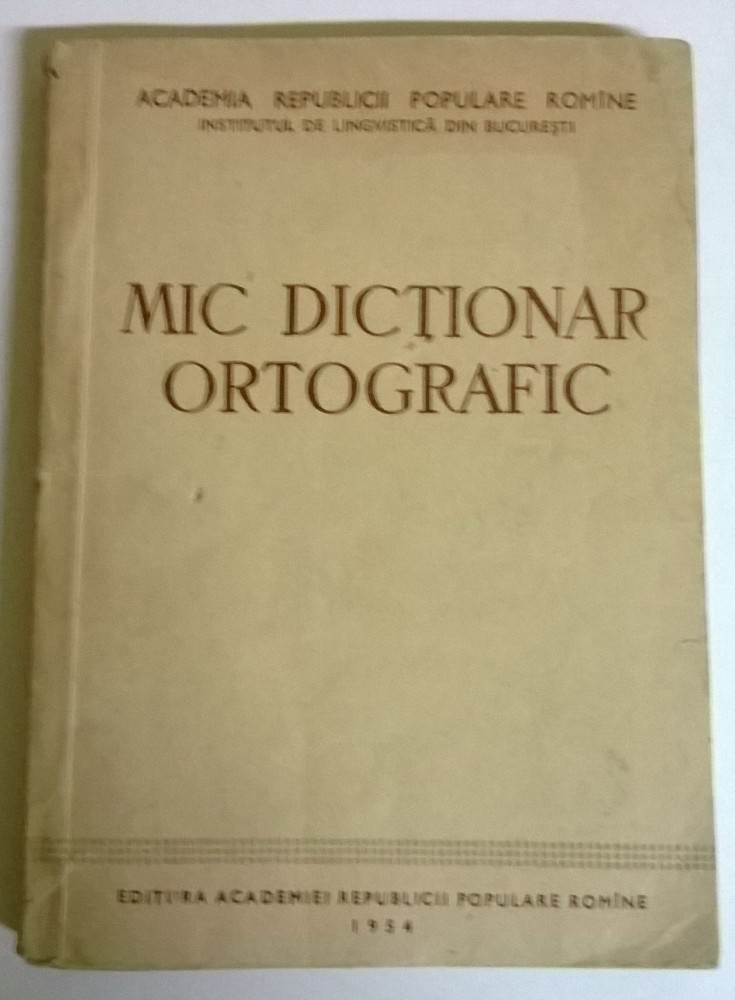 ACADEMIA REPUBLICII POPULARE ROMÎNE
INSTITUTUL DE LINGVISTICĂ DIN BUCUREȘTI
MIC DICȚIONAR
ORTOGRAFIC
EDITURA ACADEMIEI REPUBLICII POPULARE ROMÎNE
1954